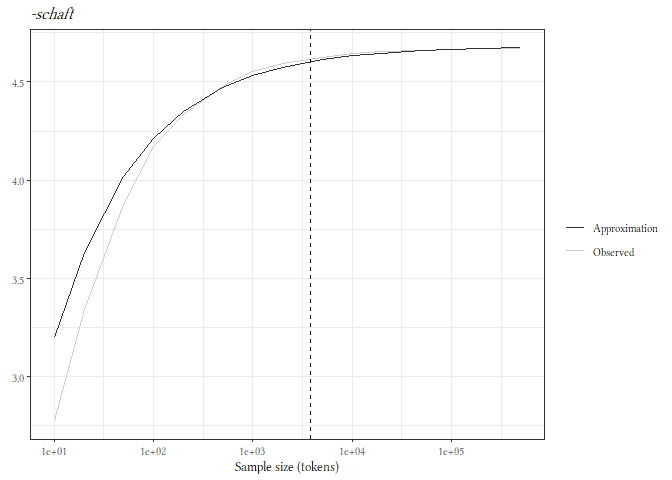 -schaft
4.5
4.0
3.5
3.0
1e+01 1e+02 1e+03 1e+04 1e+05
Sample size (tokens)
Approximation
Observed